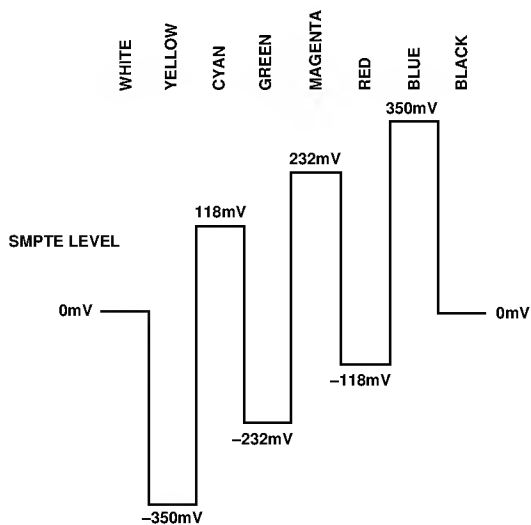 WHITE
YELLOW
CYAN
GREEN
MAGENTA
RED
BLUE
BLACK
350mV
232mV
118mV
SMPTE LEVEL
0mV
0mV
–118mV
–232mV
–350mV